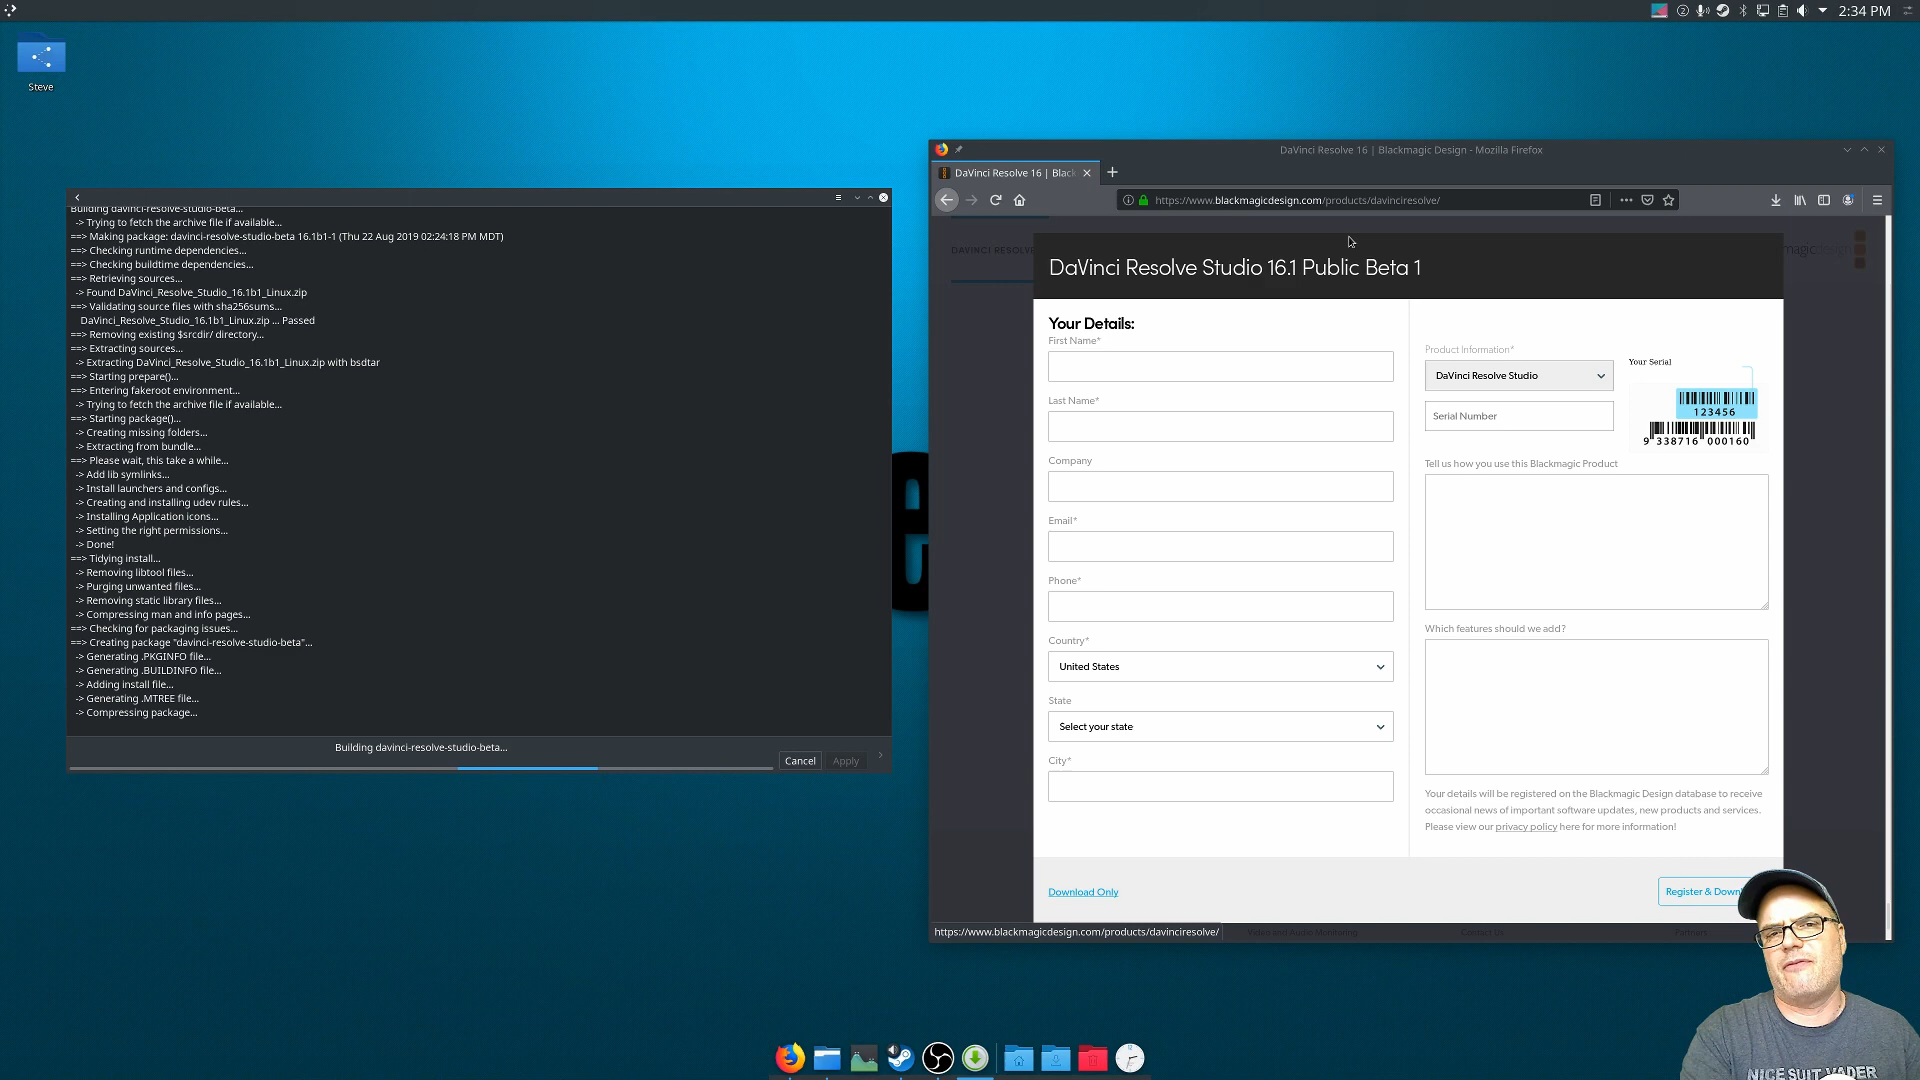 2:34 PM
Steve
Building davinci-resolve-studio-beta...
-> Trying to fetch the archive file if available...
==> Making package: davinci-resolve-studio-beta 16.1b1-1 (Thu 22 Aug 2019 02:24:18 PM MDT)
==> Checking runtime dependencies...
==> Checking buildtime dependencies...
==> Retrieving sources...
-> Found DaVinci_Resolve_Studio_16.1b1_Linux.zip
==> Validating source files with sha256sums...
DaVinci_Resolve_Studio_16.1b1_Linux.zip ... Passed
==> Removing existing $srcdir/ directory...
==> Extracting sources...
-> Extracting DaVinci_Resolve_Studio_16.1b1_Linux.zip with bsdtar
==> Starting prepare()...
==> Entering fakeroot environment...
-> Trying to fetch the archive file if available...
==> Starting package()...
-> Creating missing folders...
-> Extracting from bundle...
==> Please wait, this take a while...
-> Add lib symlinks...
-> Install launchers and configs...
-> Creating and installing udev rules...
-> Installing Application icons...
-> Setting the right permissions...
-> Done!
==> Tidying install...
-> Removing libtool files...
-> Purging unwanted files...
-> Removing static library files...
-> Compressing man and info pages...
==> Checking for packaging issues...
==> Creating package "davinci-resolve-studio-beta"...
-> Generating .PKGINFO file...
-> Generating .BUILDINFO file...
-> Adding install file...
-> Generating .MTREE file...
-> Compressing package...
Building davinci-resolve-studio-beta...
Cancel
Apply
DaVinci Resolve 16 | Blackmagic Design - Mozilla Firefox
DaVinci Resolve 16 | Black
https://www.blackmagicdesign.com/products/davinciresolve/
DAVINCI RESOLVE
DaVinci Resolve Studio 16.1 Public Beta 1
Your Details:
First Name*
Last Name*
Company
Email*
Phone*
Country*
United States
State
Select your state
City*
Product Information*
DaVinci Resolve Studio
Serial Number
Your Serial
123456
9 338716 000160
Tell us how you use this Blackmagic Product
Which features should we add?
Your details will be registered on the Blackmagic Design database to receive
occasional news of important software updates, new products and services.
Please view our privacy policy here for more information!
Download Only
Register & Down
https://www.blackmagicdesign.com/products/davinciresolve/
Video and Audio Monitoring
Contact Us
Partners
NICE SUIT VADER